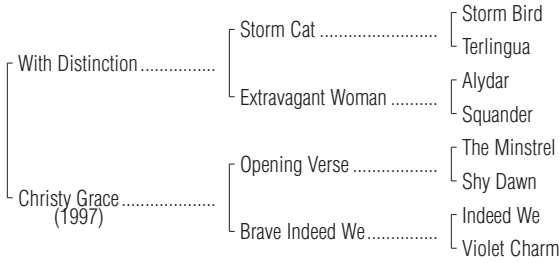 Storm Bird
Storm Cat ......................
Terlingua
With Distinction ..............
Alydar
Extravagant Woman .........
Squander
The Minstrel
Opening Verse ................
Shy Dawn
Christy Grace ..................
(1997)
Indeed We
Brave Indeed We .............
Violet Charm